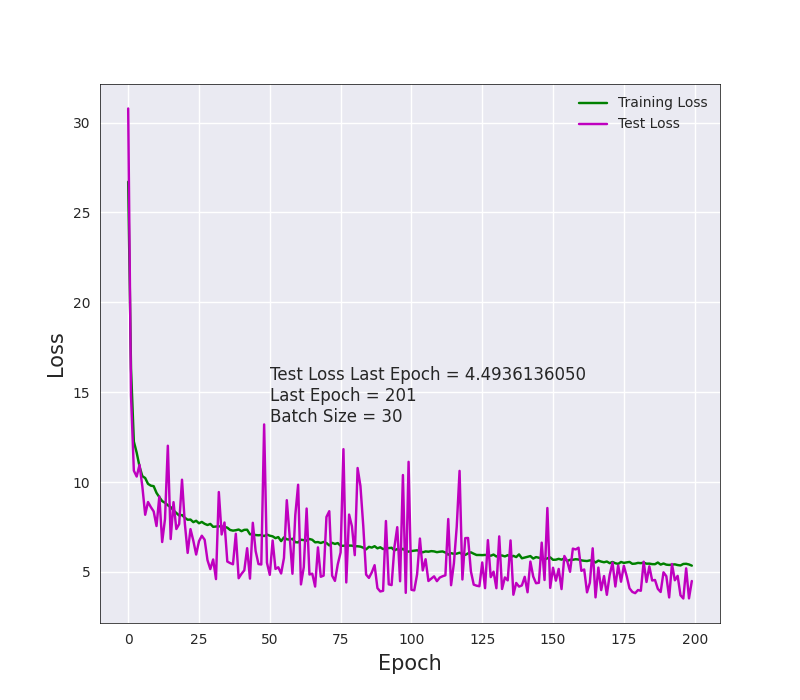 Training Loss
Test Loss
30
25
20
15
10
5
Loss
Test Loss Last Epoch = 4.4936136050
Last Epoch = 201
Batch Size = 30
0 25 50 75 100 125 150 175 200
Epoch